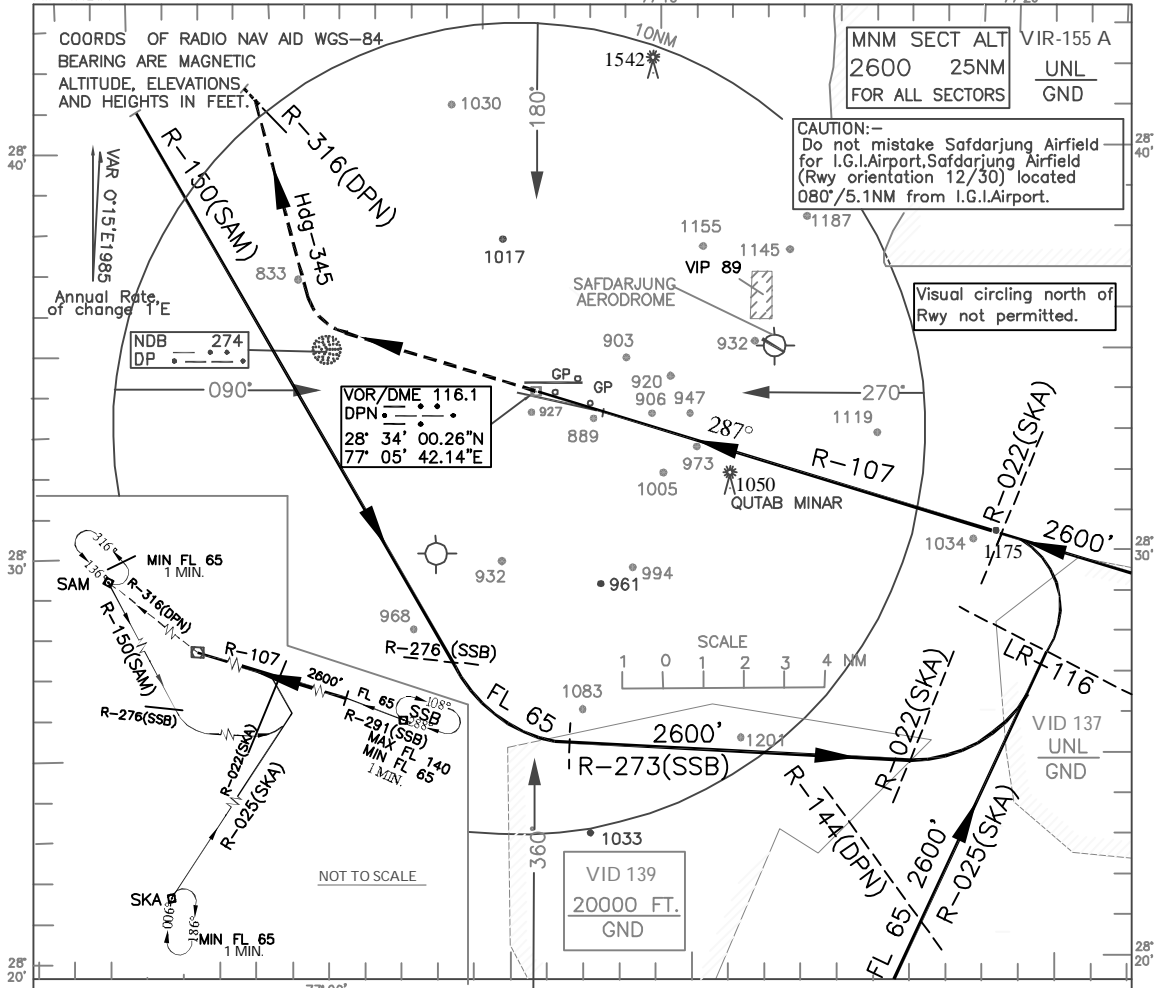 COORDS OF RADIO NAV AID WGS-84
BEARING ARE MAGNETIC
ALTITUDE, ELEVATIONS
AND HEIGHTS IN FEET.
10NM
1542
MNM SECT ALT
2600 25NM
FOR ALL SECTORS
VIR-155 A
UNL
GND
CAUTION:-
Do not mistake Safdarjung Airfield
for I.G.I.Airport,Safdarjung Airfield
(Rwy orientation 12/30) located
080°/5.1NM from I.G.I.Airport.
28°
40'
28°
40'
VAR 0°15'E1985
Annual Rate,
of change 1'E
R-150(SAM)
R-316(DPN)
Hdg-345
1030
180°
1017
833
1187
1155
1145
VIP 89
SAFDARJUNG
AERODROME
Visual circling north of
Rwy not permitted.
NDB 274
DP
090°
903
932
920
906
947
GP
GP
927
889
270°
1119
VOR/DME 116.1
DPN
28° 34' 00.26"N
77° 05' 42.14"E
287°
973
1005
1050
QUTAB MINAR
R-107
R-022(SKA)
1034
1175
2600'
28°
30'
28°
30'
932
994
961
968
R-276 (SSB)
SCALE
1 0 1 2 3 4 NM
LR-116
FL 65
1083
2600'
1201
R-273(SSB)
R-022(SKA)
VID 137
UNL
GND
R-144(DPN)
2600'
R-025(SKA)
FL 65
360°
1033
VID 139
20000 FT.
GND
316°
136°
MIN FL 65
1 MIN.
SAM
R-316(DPN)
R-150(SAM)
R-107
2600'
FL 65
108°
SSB
288°
R-291(SSB)
MAX FL 140
MIN FL 65
1 MIN.
R-276(SSB)
R-022(SKA)
R-025(SKA)
NOT TO SCALE
SKA
006°
186°
MIN FL 65
1 MIN.
28°
20'
28°
20'